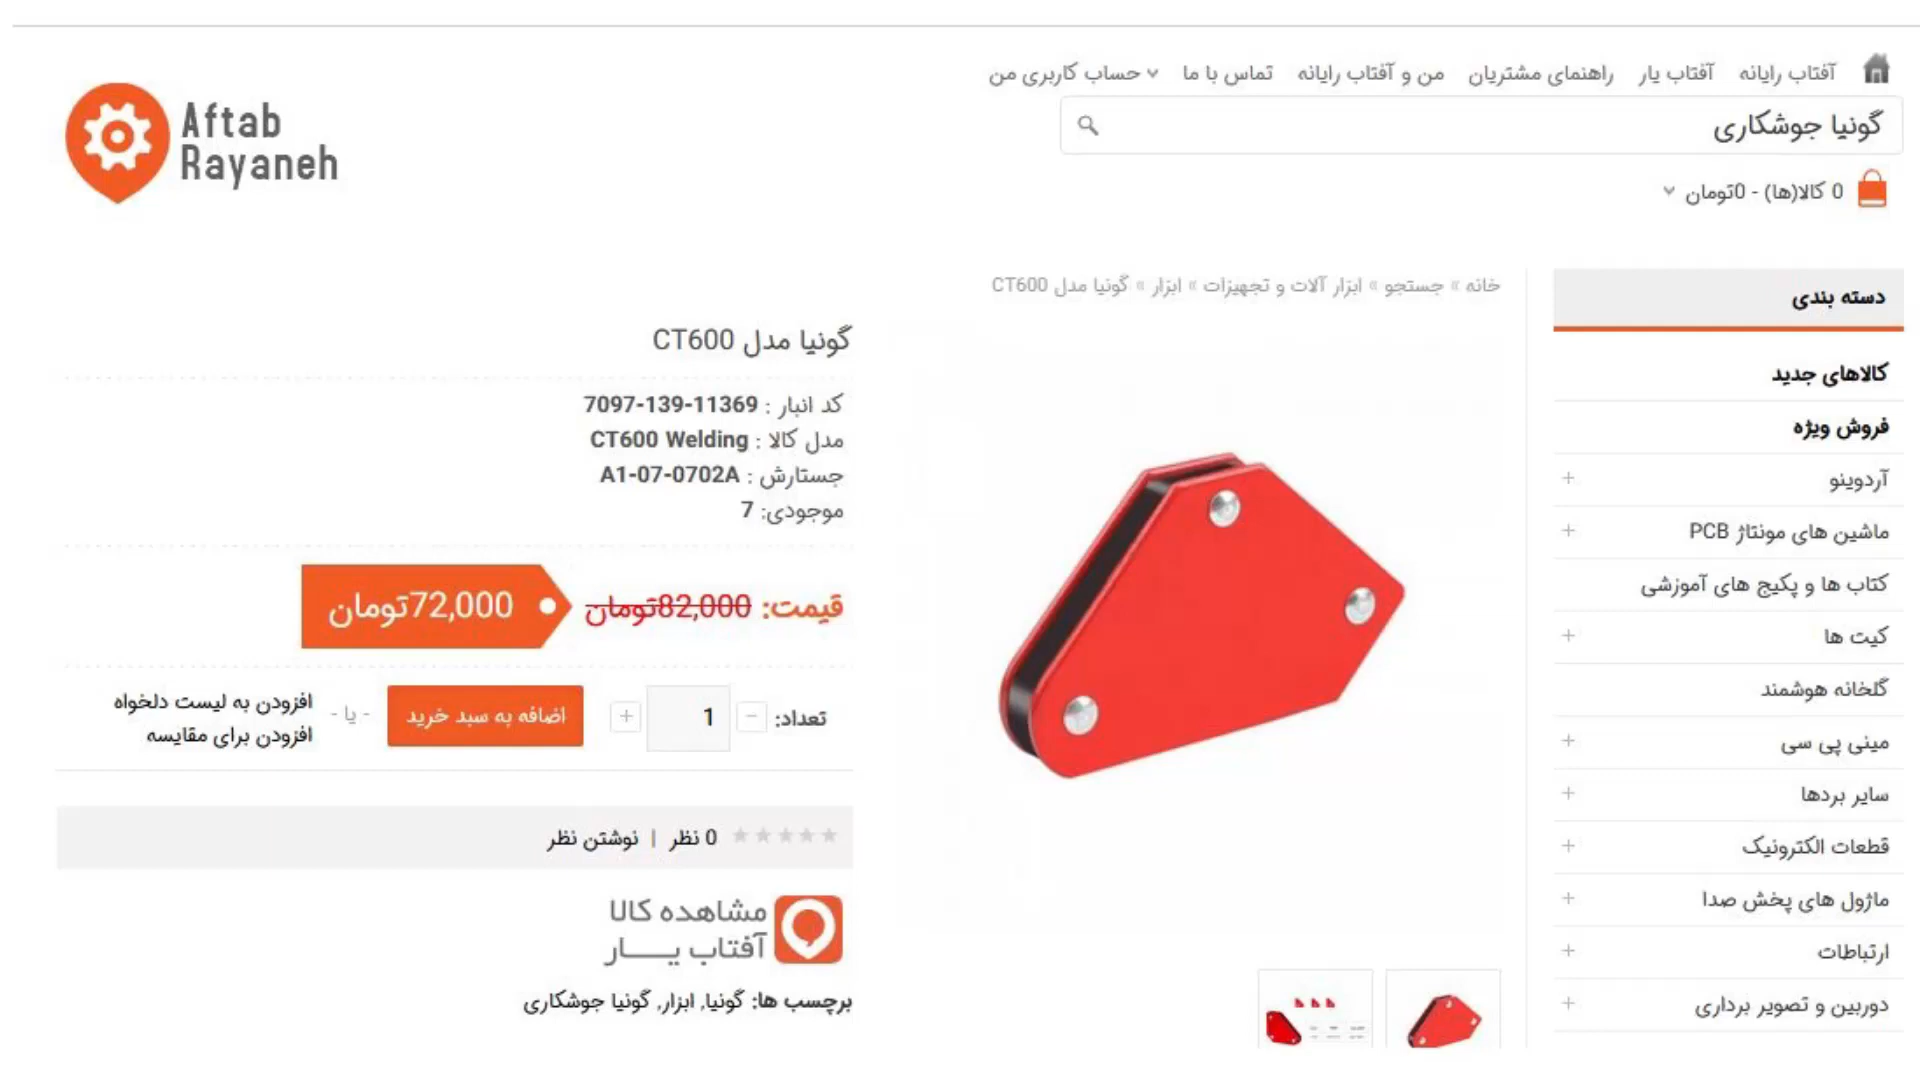 آفتاب رایانه آفتاب یار راهنمای مشتریان من و آفتاب رایانه تماس با ما حساب کاربری من
Aftab
Rayaneh
گونیا جوشکاری
0 کالا(ها) - 0تومان
خانه » جستجو » ابزار آلات و تجهیزات » ابزار » گونیا مدل CT600
دسته بندی
کالاهای جدید
فروش ویژه
آردوینو +
ماشین های مونتاژ PCB +
کتاب ها و پکیج های آموزشی
کیت ها +
گلخانه هوشمند
مینی پی سی +
سایر بردها +
قطعات الکترونیک +
ماژول های پخش صدا +
ارتباطات +
دوربین و تصویر برداری +
گونیا مدل CT600
کد انبار : 7097-139-11369
مدل کالا : CT600 Welding
جستارش : A1-07-0702A
موجودی: 7
قیمت: 82,000تومان 72,000تومان
تعداد: - 1 + اضافه به سبد خرید - یا - افزودن به لیست دلخواه
افزودن برای مقایسه
0 نظر | نوشتن نظر
مشاهده کالا
آفتاب یــــار
برچسب ها: گونیا, ابزار, گونیا جوشکاری